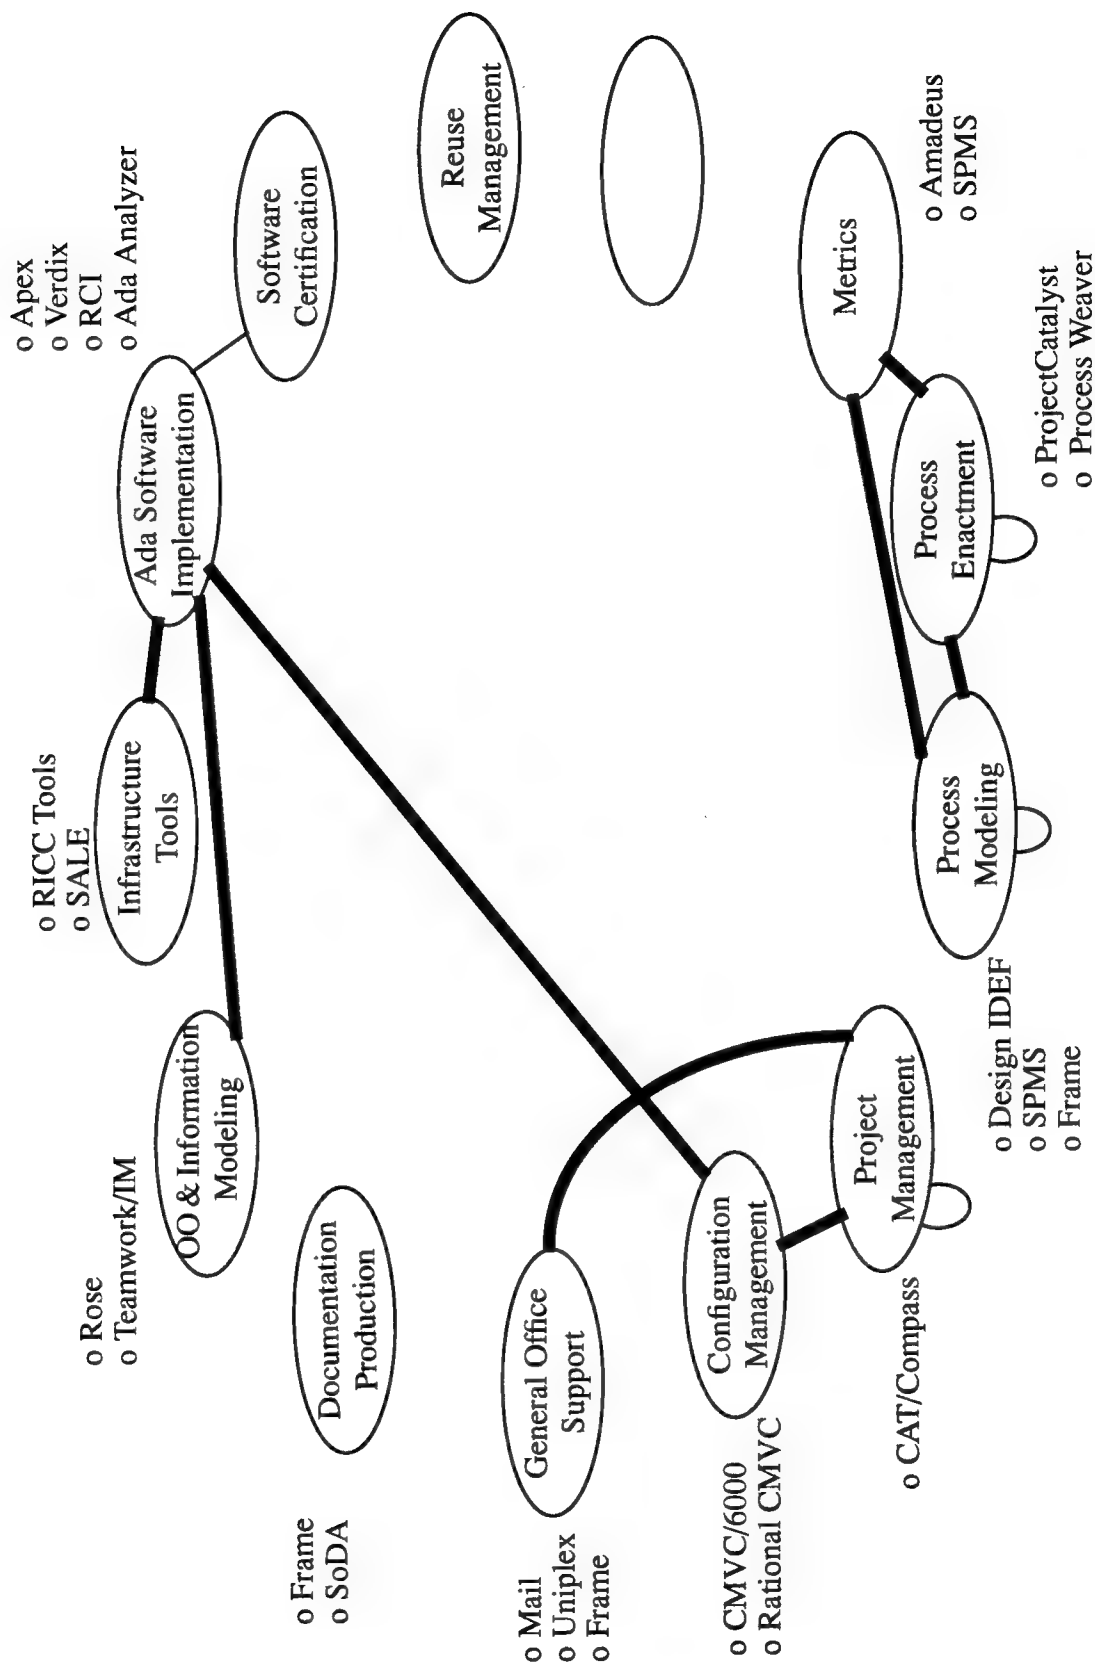 o Apex
o Verdix
o RCI
o Ada Analyzer
Ada Software
Implementation
Software
Certification
Reuse
Management
o RICC Tools
o SALE
Infrastructure
Tools
o Rose
o Teamwork/IM
OO & Information
Modeling
o Frame
o SoDA
Documentation
Production
o Mail
o Uniplex
o Frame
General Office
Support
o CMVC/6000
o Rational CMVC
Configuration
Management
o CAT/Compass
Project
Management
o Design IDEF
o SPMS
o Frame
Process
Modeling
Process
Enactment
o ProjectCatalyst
o Process Weaver
Metrics
o Amadeus
o SPMS